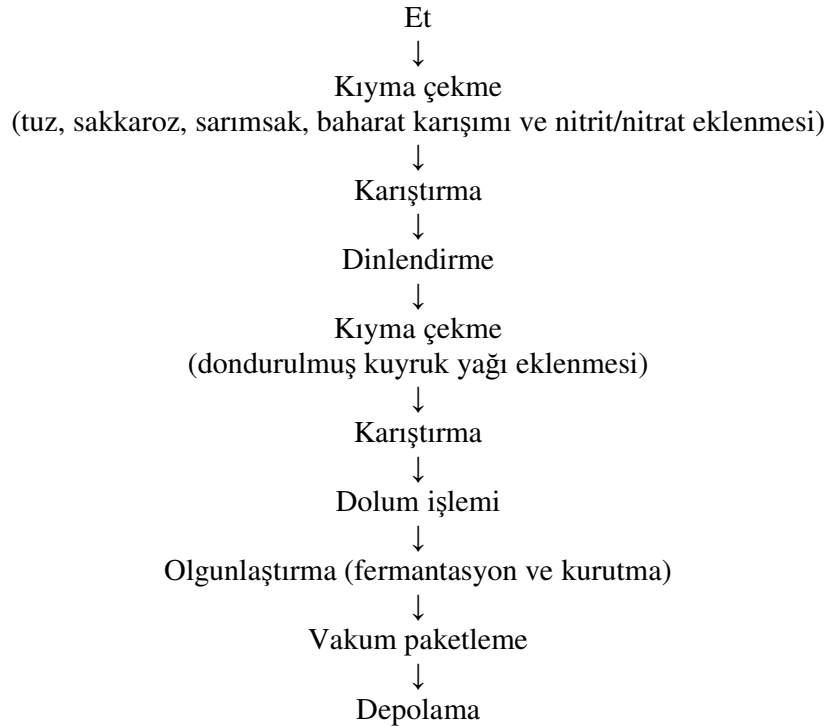 Et
↓
Kıyma çekme
(tuz, sakkaroz, sarımsak, baharat karışımı ve nitrit/nitrat eklenmesi)
↓
Karıştırma
↓
Dinlendirme
↓
Kıyma çekme
(dondurulmuş kuyruk yağı eklenmesi)
↓
Karıştırma
↓
Dolum işlemi
↓
Olgunlaştırma (fermantasyon ve kurutma)
↓
Vakum paketleme
↓
Depolama